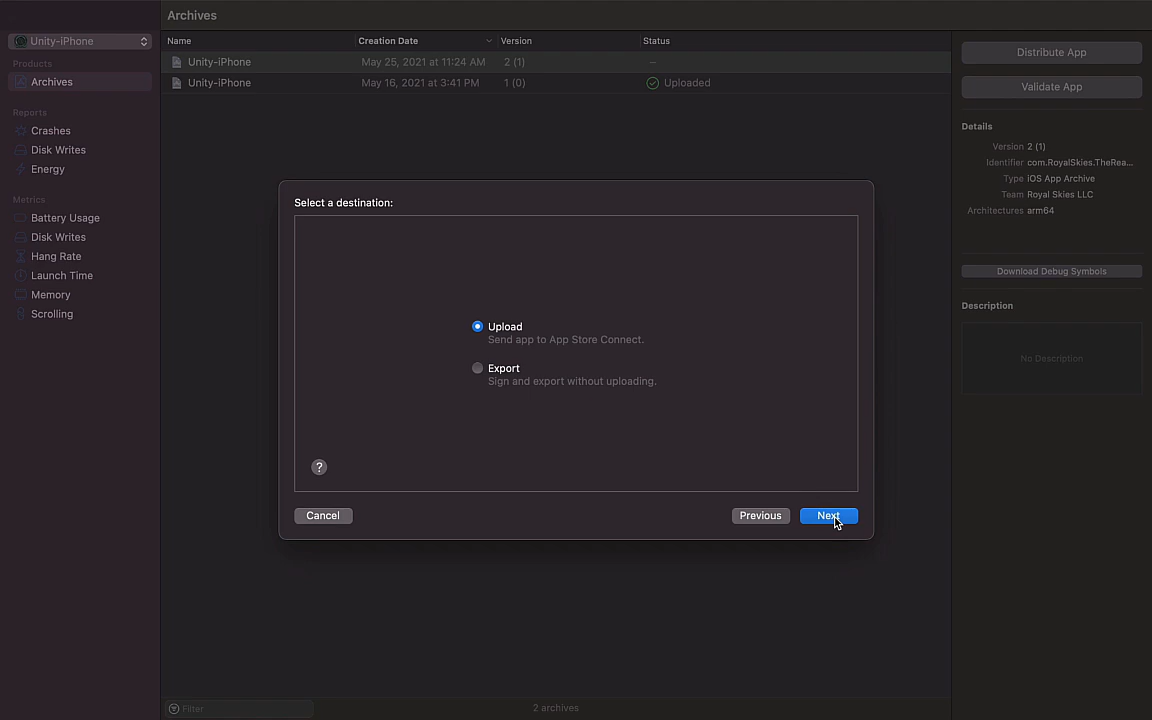 Archives
Unity-iPhone
Products
Archives
Reports
Crashes
Disk Writes
Energy
Metrics
Battery Usage
Disk Writes
Hang Rate
Launch Time
Memory
Scrolling
Name Creation Date Version Status
Unity-iPhone May 25, 2021 at 11:24 AM 2 (1) --
Unity-iPhone May 16, 2021 at 3:41 PM 1 (0) Uploaded
Select a destination:
Upload
Send app to App Store Connect.
Export
Sign and export without uploading.
?
Cancel Previous Next
Distribute App
Validate App
Details
Version 2 (1)
Identifier com.RoyalSkies.TheRea...
Type iOS App Archive
Team Royal Skies LLC
Architectures arm64
Download Debug Symbols
Description
No Description
Filter
2 archives